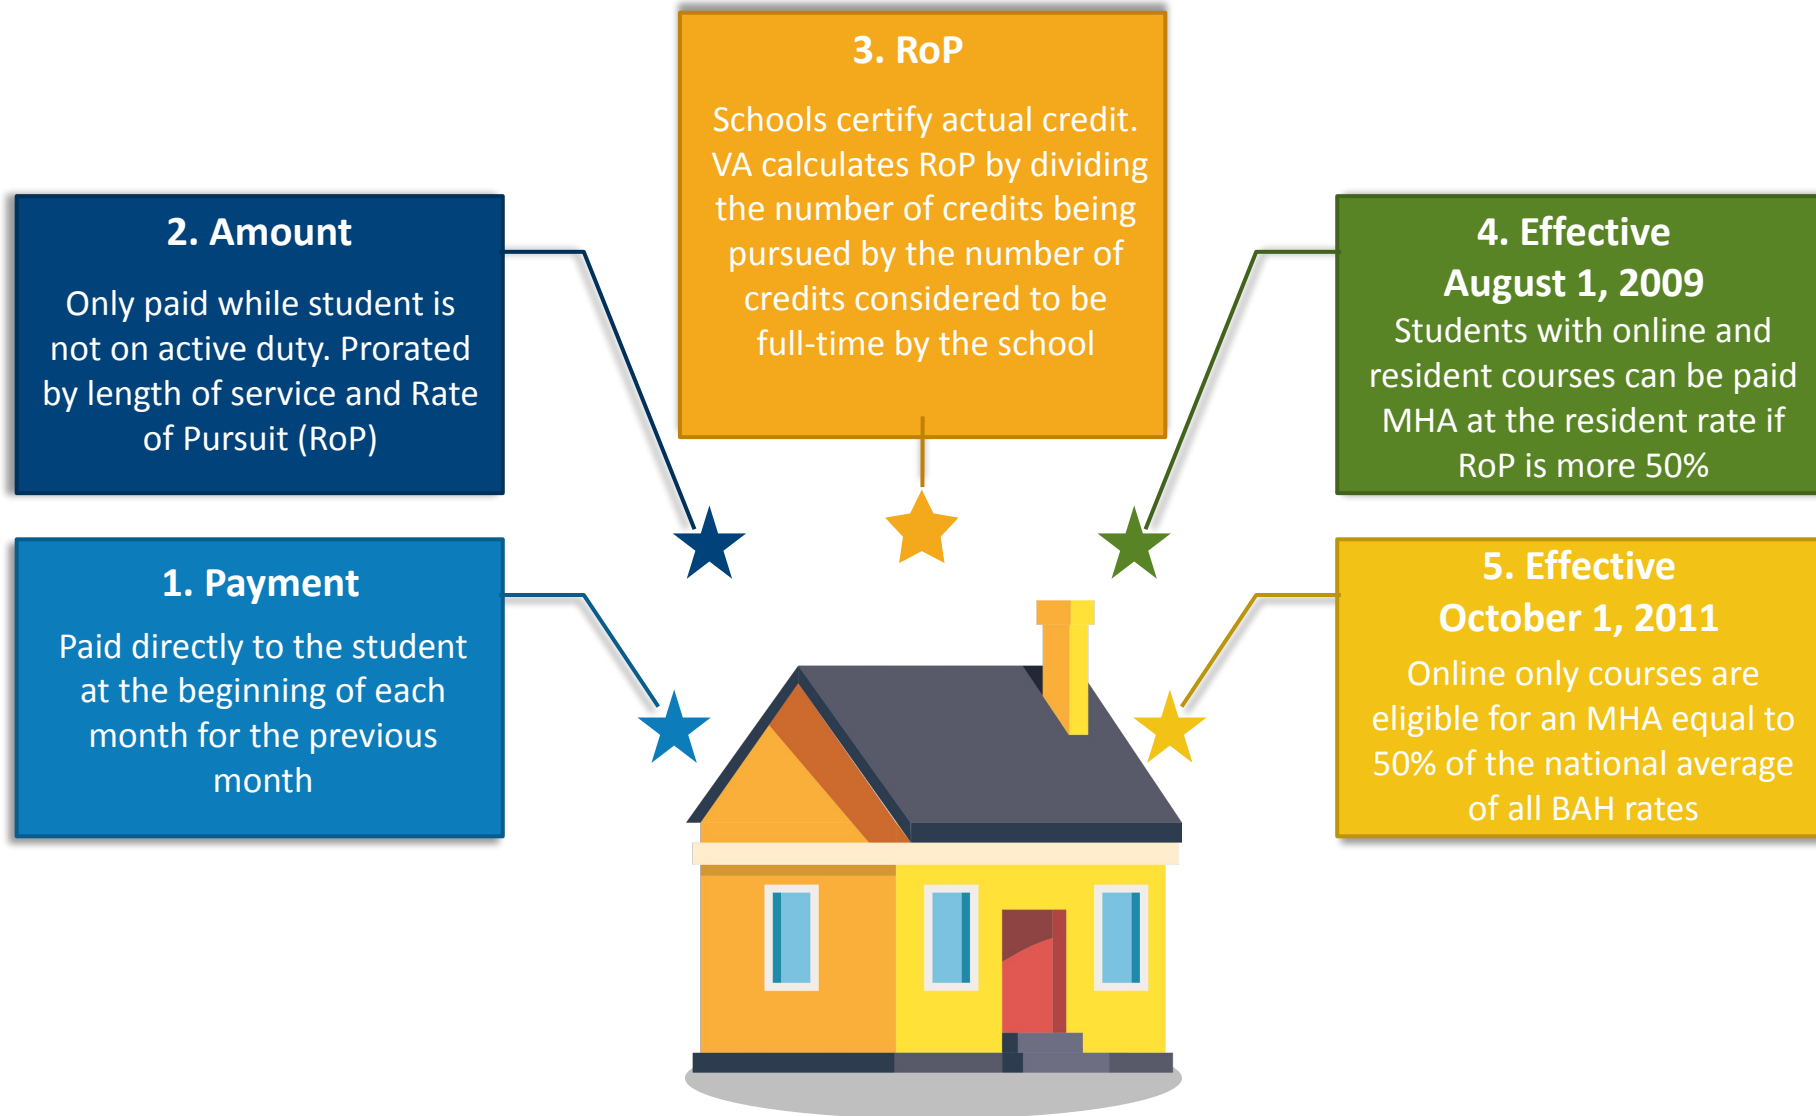 1. Payment
Paid directly to the student
at the beginning of each
month for the previous
month
2. Amount
Only paid while student is
not on active duty. Prorated
by length of service and Rate
of Pursuit (RoP)
3. RoP
Schools certify actual credit.
VA calculates RoP by dividing
the number of credits being
pursued by the number of
credits considered to be
full-time by the school
4. Effective
August 1, 2009
Students with online and
resident courses can be paid
MHA at the resident rate if
RoP is more 50%
5. Effective
October 1, 2011
Online only courses are
eligible for an MHA equal to
50% of the national average
of all BAH rates